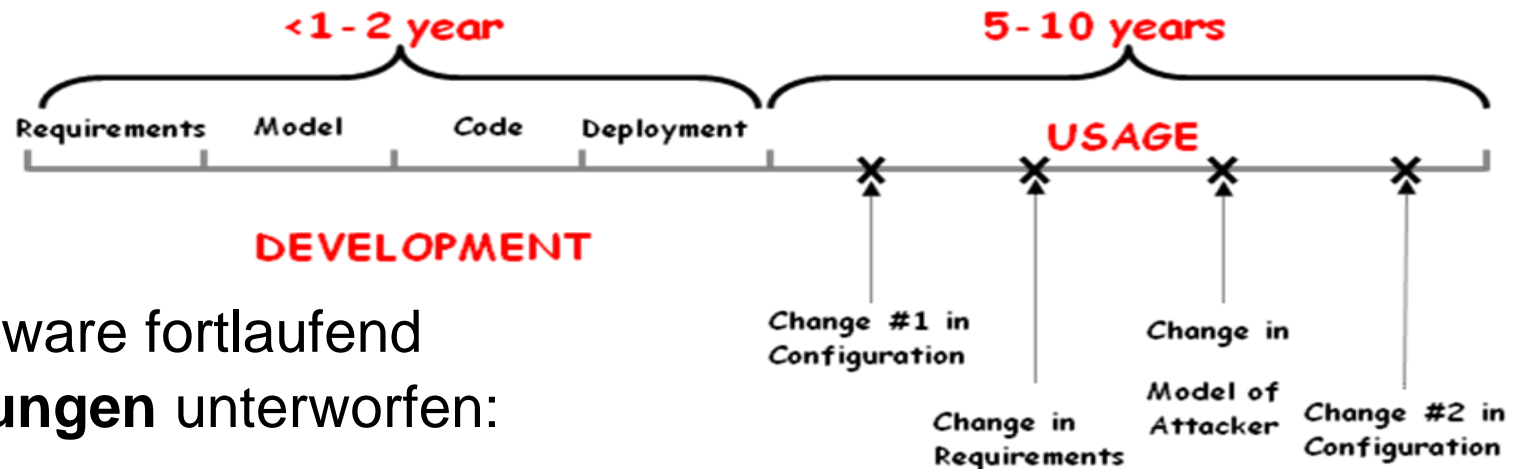 <1-2 year
5-10 years
Requirements Model Code Deployment
USAGE
DEVELOPMENT
ware fortlaufend
ungen unterworfen:
Change #1 in
Configuration
Change in
Requirements
Change in
Model of
Attacker
Change #2 in
Configuration